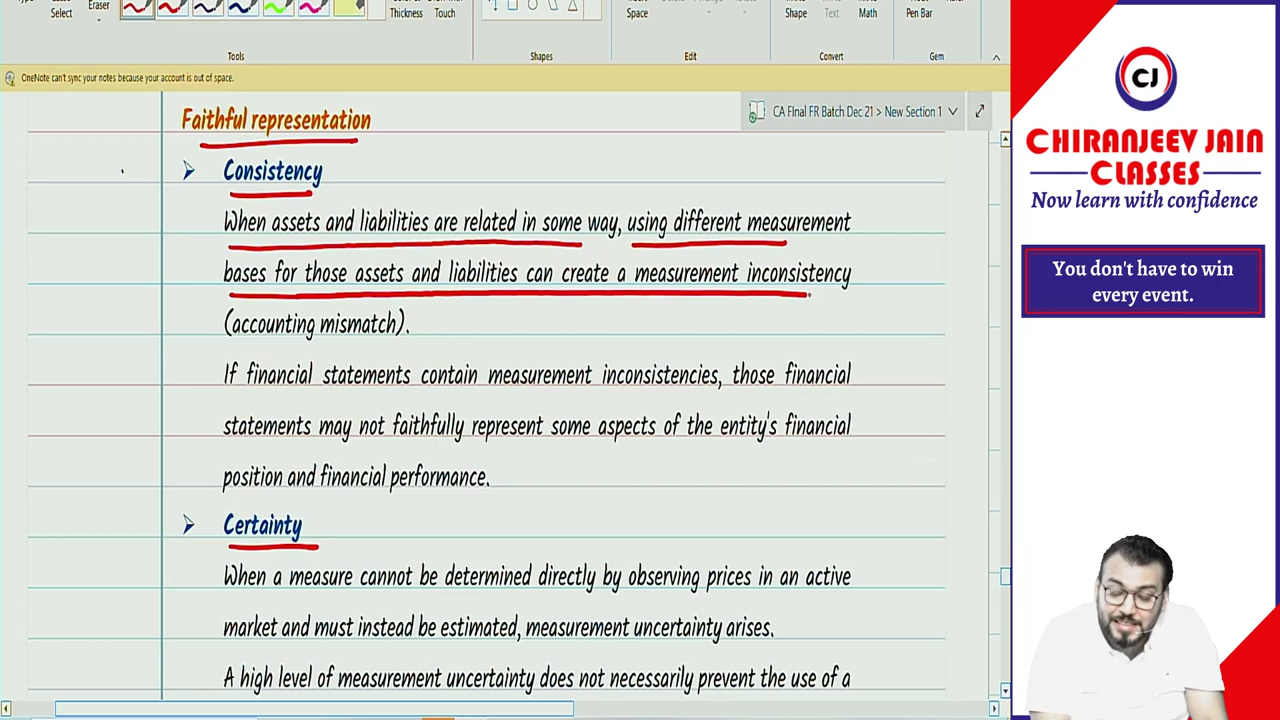 Eraser
Select
Thickness
Touch
Space
Shape
Text
Math
Pen Bar
Tools
Shapes
Edit
Convert
Gem
OneNote can't sync your notes because your account is out of space.
CA FInal FR Batch Dec 21 > New Section 1
Faithful representation
Consistency
When assets and liabilities are related in some way, using different measurement
bases for those assets and liabilities can create a measurement inconsistency
(accounting mismatch).
If financial statements contain measurement inconsistencies, those financial
statements may not faithfully represent some aspects of the entity's financial
position and financial performance.
Certainty
When a measure cannot be determined directly by observing prices in an active
market and must instead be estimated, measurement uncertainty arises.
A high level of measurement uncertainty does not necessarily prevent the use of a
CJ
CHIRANJEEV JAIN
CLASSES
Now learn with confidence
You don't have to win
every event.